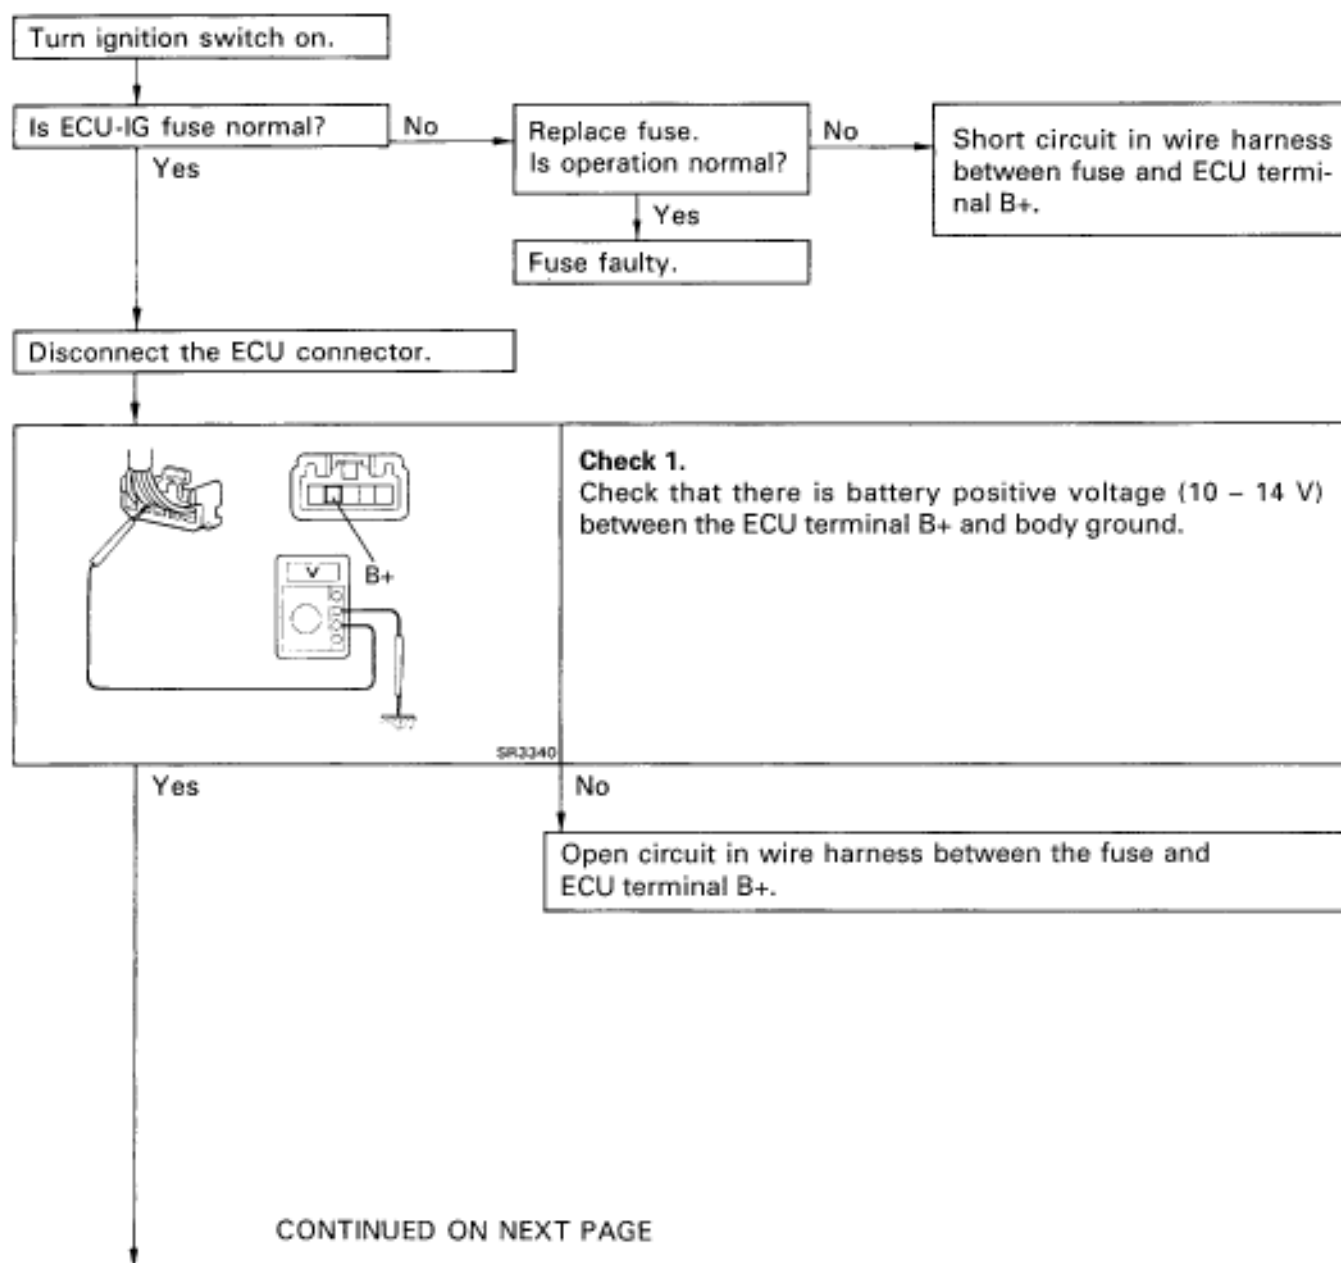 Turn ignition switch on.
Is ECU-IG fuse normal?
No
Replace fuse.
Is operation normal?
No
Short circuit in wire harness
between fuse and ECU termi-
nal B+.
Yes
Yes
Fuse faulty.
Disconnect the ECU connector.
Check 1.
Check that there is battery positive voltage (10 – 14 V)
between the ECU terminal B+ and body ground.
V
B+
SR3340
Yes
No
Open circuit in wire harness between the fuse and
ECU terminal B+.
CONTINUED ON NEXT PAGE